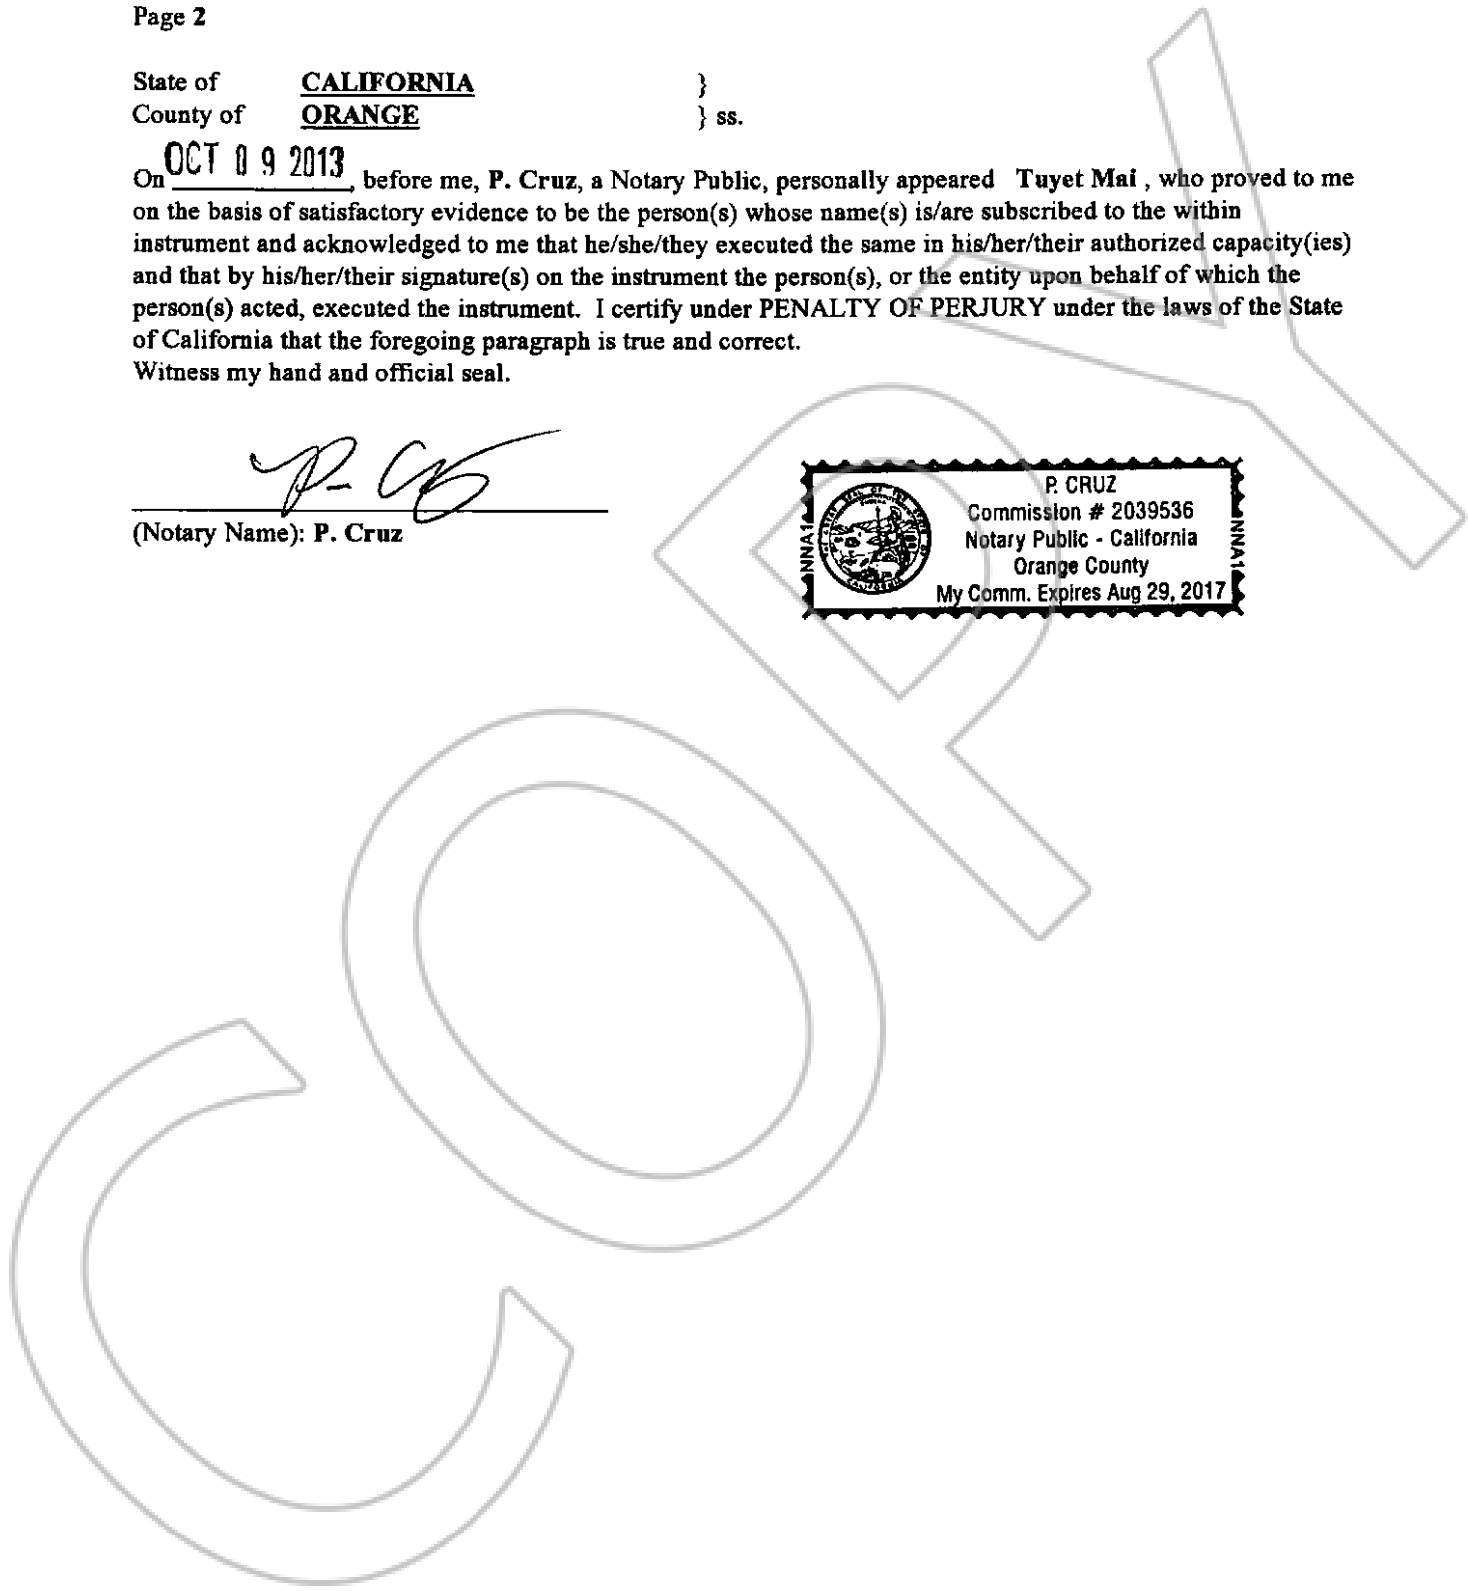 Page 2
State of CALIFORNIA }
County of ORANGE } ss.
On OCT 09 2013, before me, P. Cruz, a Notary Public, personally appeared Tuyet Mai , who proved to me
on the basis of satisfactory evidence to be the person(s) whose name(s) is/are subscribed to the within
instrument and acknowledged to me that he/she/they executed the same in his/her/their authorized capacity(ies)
and that by his/her/their signature(s) on the instrument the person(s), or the entity upon behalf of which the
person(s) acted, executed the instrument. I certify under PENALTY OF PERJURY under the laws of the State
of California that the foregoing paragraph is true and correct.
Witness my hand and official seal.
P- Cruz
(Notary Name): P. Cruz
P. CRUZ
Commission # 2039536
Notary Public - California
Orange County
My Comm. Expires Aug 29, 2017
NNA1
NNA1
COPY